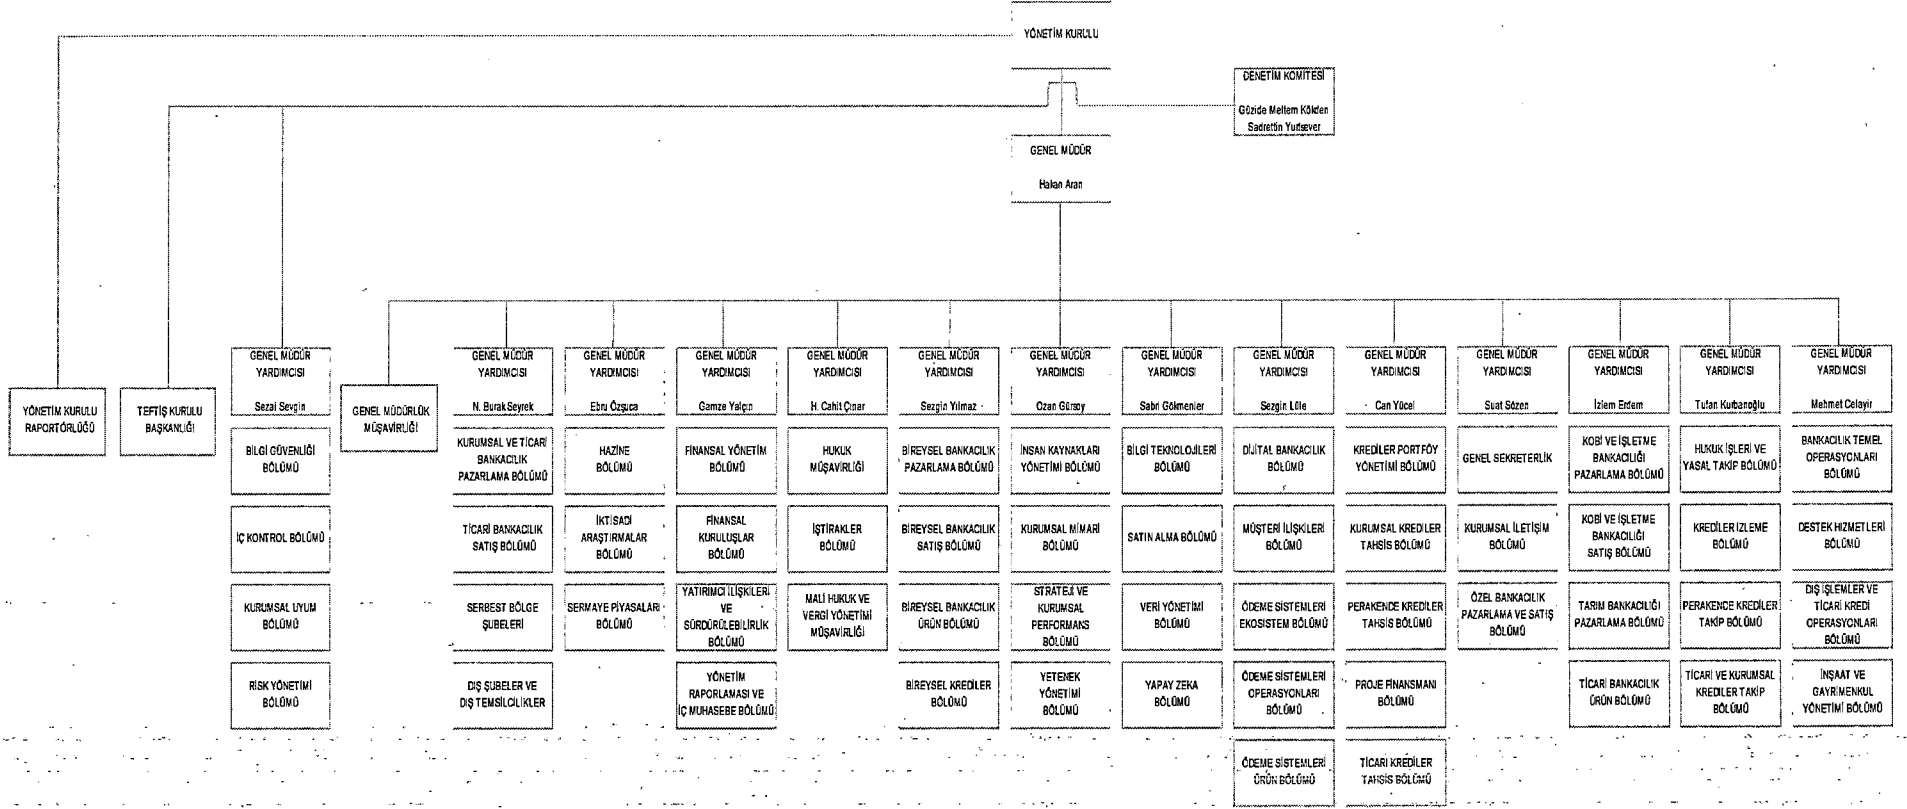 YÖNETİM KURULU
DENETİM KOMİTESİ
Güzide Meltem Kökden
Sadrettin Yurtsever
GENEL MÜDÜR
Hakan Aran
YÖNETİM KURULU
RAPORTÖRLÜĞÜ
TEFTİŞ KURULU
BAŞKANLIĞI
GENEL MÜDÜR
YARDIMCISI
Sezai Sevgin
BİLGİ GÜVENLİĞİ
BÖLÜMÜ
İÇ KONTROL BÖLÜMÜ
KURUMSAL UYUM
BÖLÜMÜ
RİSK YÖNETİMİ
BÖLÜMÜ
GENEL MÜDÜRLÜK
MÜŞAVİRLİĞİ
GENEL MÜDÜR
YARDIMCISI
N. Burak Seyrek
KURUMSAL VE TİCARİ
BANKACILIK
PAZARLAMA BÖLÜMÜ
TİCARİ BANKACILIK
SATIŞ BÖLÜMÜ
SERBEST BÖLGE
ŞUBELERİ
DIŞ ŞUBELER VE
DIŞ TEMSİLCİLİKLER
GENEL MÜDÜR
YARDIMCISI
Ebru Özşuca
HAZİNE
BÖLÜMÜ
İKTİSADİ
ARAŞTIRMALAR
BÖLÜMÜ
SERMAYE PİYASALARI
BÖLÜMÜ
GENEL MÜDÜR
YARDIMCISI
Gamze Yalçın
FİNANSAL YÖNETİM
BÖLÜMÜ
FİNANSAL
KURULUŞLAR
BÖLÜMÜ
YATIRIMCI İLİŞKİLERİ
VE
SÜRDÜRÜLEBİLİRLİK
BÖLÜMÜ
YÖNETİM
RAPORLAMASI VE
İÇ MUHASEBE BÖLÜMÜ
GENEL MÜDÜR
YARDIMCISI
H. Cahit Çınar
HUKUK
MÜŞAVİRLİĞİ
İŞTİRAKLER
BÖLÜMÜ
MALİ HUKUK VE
VERGİ YÖNETİMİ
MÜŞAVİRLİĞİ
GENEL MÜDÜR
YARDIMCISI
Sezgin Yılmaz
BİREYSEL BANKACILIK
PAZARLAMA BÖLÜMÜ
BİREYSEL BANKACILIK
SATIŞ BÖLÜMÜ
BİREYSEL BANKACILIK
ÜRÜN BÖLÜMÜ
BİREYSEL KREDİLER
BÖLÜMÜ
GENEL MÜDÜR
YARDIMCISI
Ozan Gürsoy
İNSAN KAYNAKLARI
YÖNETİMİ BÖLÜMÜ
KURUMSAL MİMARİ
BÖLÜMÜ
STRATEJİ VE
KURUMSAL
PERFORMANS
BÖLÜMÜ
YETENEK
YÖNETİMİ
BÖLÜMÜ
GENEL MÜDÜR
YARDIMCISI
Sabri Gökmenler
BİLGİ TEKNOLOJİLERİ
BÖLÜMÜ
SATIN ALMA BÖLÜMÜ
VERİ YÖNETİMİ
BÖLÜMÜ
YAPAY ZEKA
BÖLÜMÜ
GENEL MÜDÜR
YARDIMCISI
Sezgin Lüle
DİJİTAL BANKACILIK
BÖLÜMÜ
MÜŞTERİ İLİŞKİLERİ
BÖLÜMÜ
ÖDEME SİSTEMLERİ
EKOSİSTEM BÖLÜMÜ
ÖDEME SİSTEMLERİ
OPERASYONLARI
BÖLÜMÜ
ÖDEME SİSTEMLERİ
ÜRÜN BÖLÜMÜ
GENEL MÜDÜR
YARDIMCISI
Can Yücel
KREDİLER PORTFÖY
YÖNETİMİ BÖLÜMÜ
KURUMSAL KREDİLER
TAHSİS BÖLÜMÜ
PERAKENDE KREDİLER
TAHSİS BÖLÜMÜ
PROJE FİNANSMANI
BÖLÜMÜ
TİCARİ KREDİLER
TAHSİS BÖLÜMÜ
GENEL MÜDÜR
YARDIMCISI
Suat Sözen
GENEL SEKRETERLİK
KURUMSAL İLETİŞİM
BÖLÜMÜ
ÖZEL BANKACILIK
PAZARLAMA VE SATIŞ
BÖLÜMÜ
GENEL MÜDÜR
YARDIMCISI
İzlem Erdem
KOBİ VE İŞLETME
BANKACILIĞI
PAZARLAMA BÖLÜMÜ
KOBİ VE İŞLETME
BANKACILIĞI
SATIŞ BÖLÜMÜ
TARIM BANKACILIĞI
PAZARLAMA BÖLÜMÜ
TİCARİ BANKACILIK
ÜRÜN BÖLÜMÜ
GENEL MÜDÜR
YARDIMCISI
Tufan Kurbanoğlu
HUKUK İŞLERİ VE
YASAL TAKİP BÖLÜMÜ
KREDİLER İZLEME
BÖLÜMÜ
PERAKENDE KREDİLER
TAKİP BÖLÜMÜ
TİCARİ VE KURUMSAL
KREDİLER TAKİP
BÖLÜMÜ
GENEL MÜDÜR
YARDIMCISI
Mehmet Celayir
BANKACILIK TEMEL
OPERASYONLARI
BÖLÜMÜ
DESTEK HİZMETLERİ
BÖLÜMÜ
DIŞ İŞLEMLER VE
TİCARİ KREDİ
OPERASYONLARI
BÖLÜMÜ
İNŞAAT VE
GAYRİMENKUL
YÖNETİMİ BÖLÜMÜ